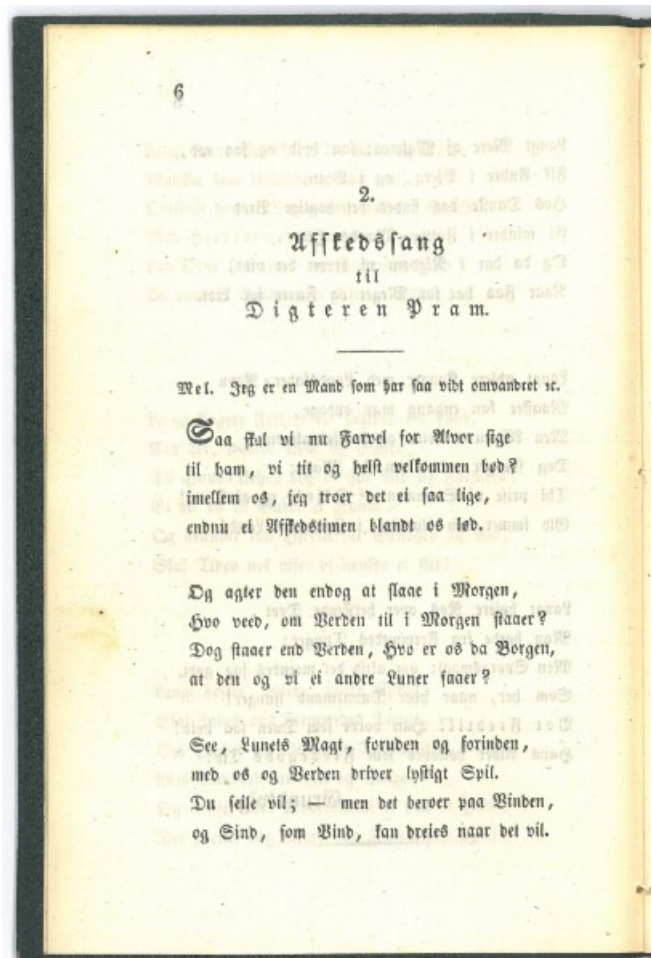 6
2.
Afskedssang
til
Digteren Pram.
Mel. Jeg er en Mand som har saa vidt omvandret ꝛc.
Saa skal vi nu Farvel for Alvor sige
til ham, vi tit og helst velkommen bød?
imellem os, jeg troer det ei saa lige,
endnu ei Afskedstimen blandt os lød.
Og agter den endog at slaae i Morgen,
Hvo veed, om Verden til i Morgen staaer?
Dog staaer end Verden, Hvo er os da Borgen,
at den og vi ei andre Luner faaer?
See, Lunets Magt, foruden og forinden,
med os og Verden driver lystigt Spil.
Du seile vil; — men det beroer paa Vinden,
og Sind, som Vind, kan dreies naar det vil.